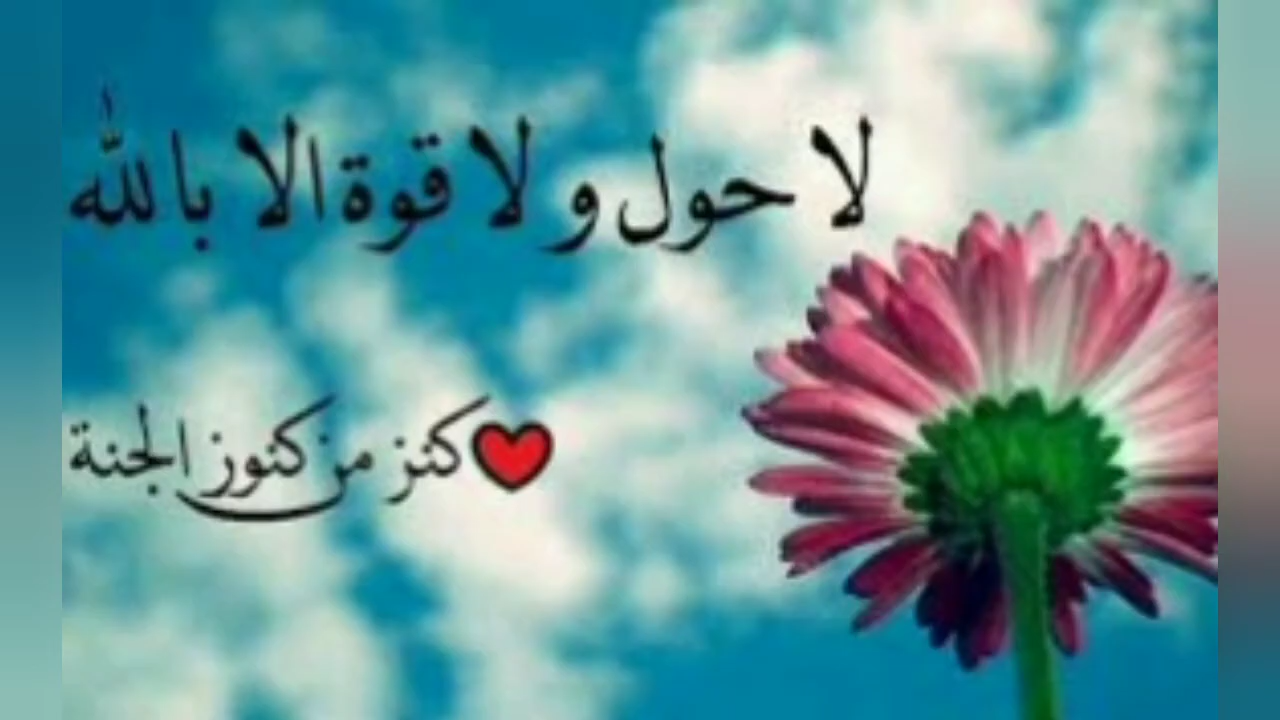 لا حول و لا قوة الا بالله
كنز من كنوز الجنة